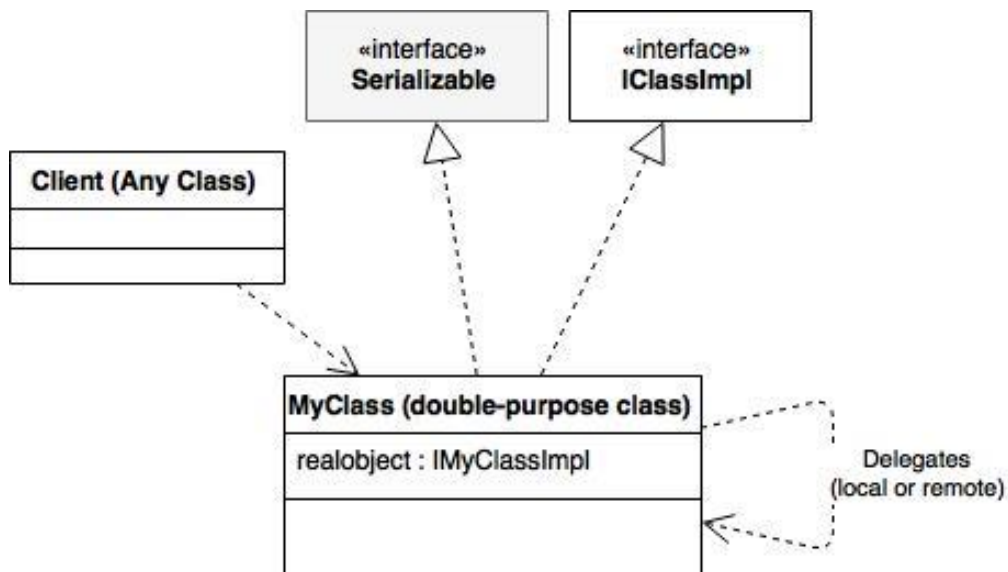 «interface»
Serializable
«interface»
IClassImpl
Client (Any Class)
MyClass (double-purpose class)
realobject : IMyClassImpl
Delegates
(local or remote)